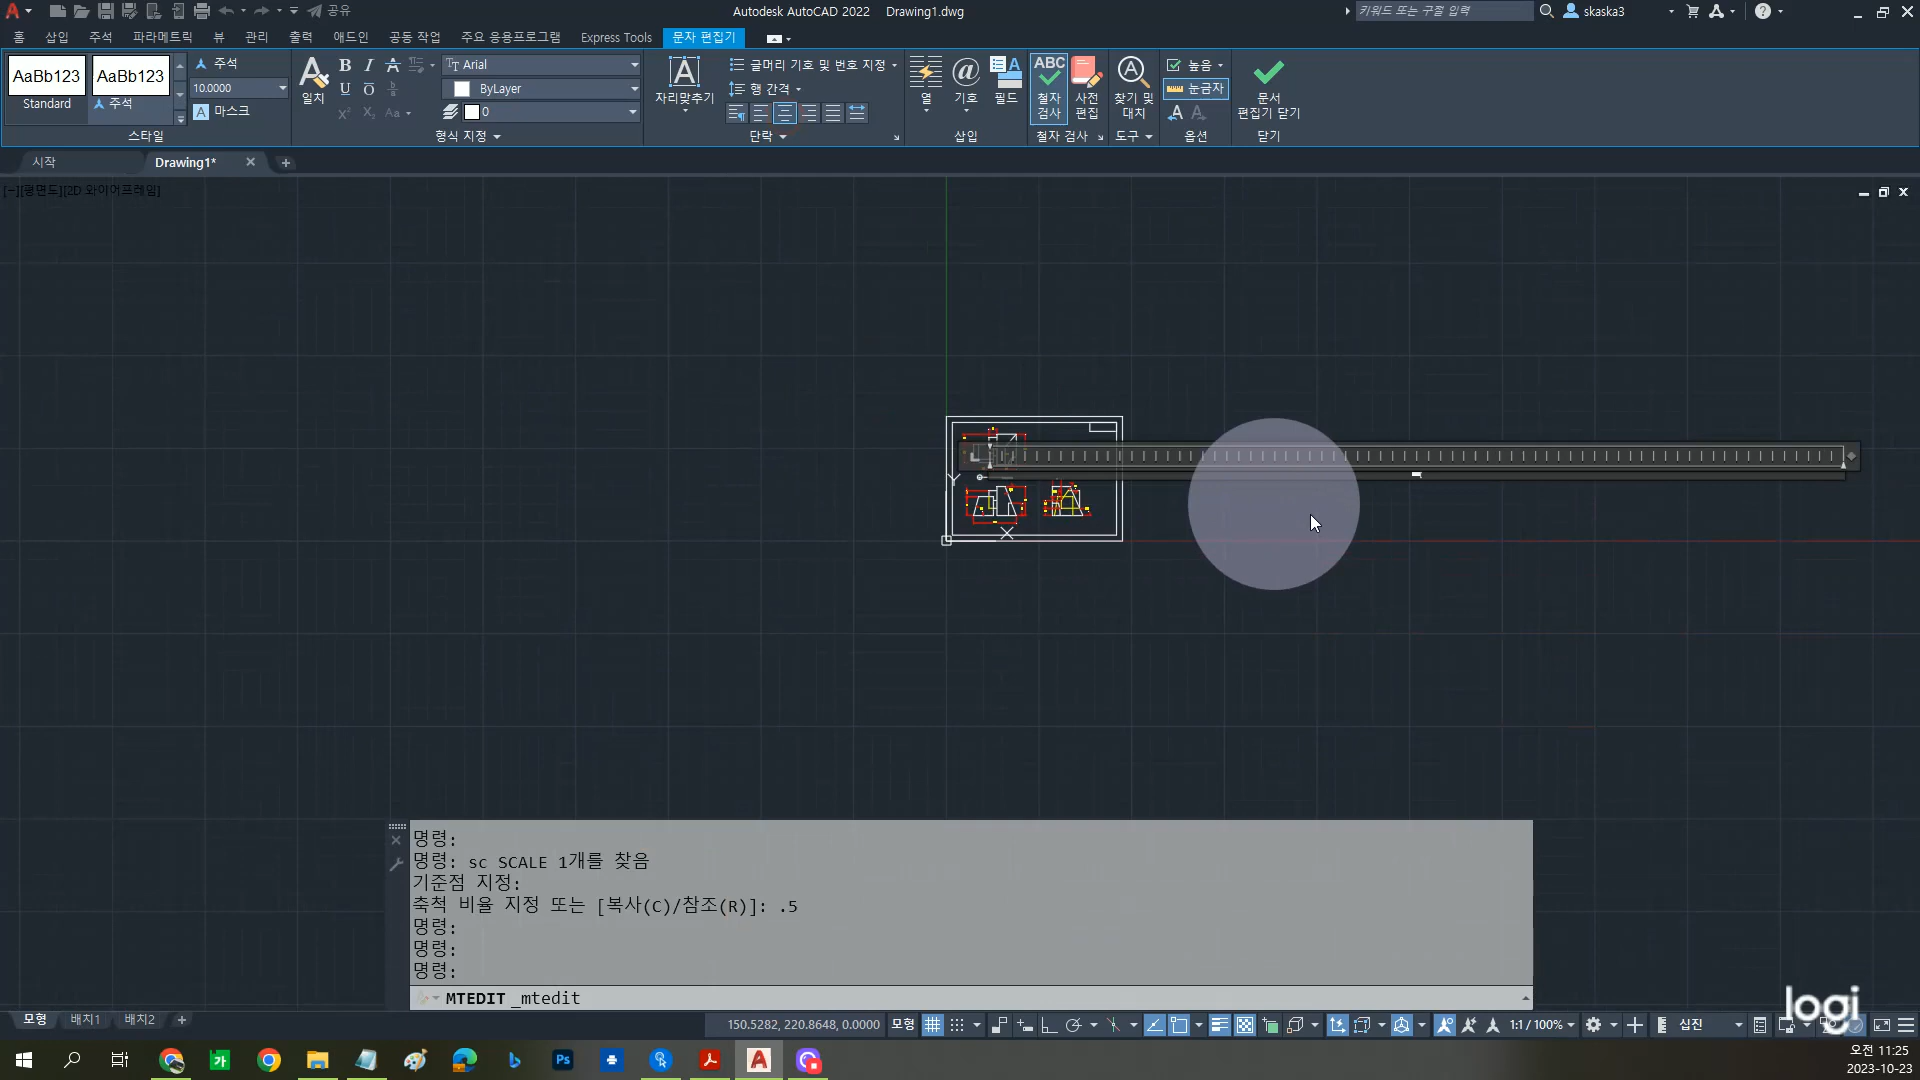 공유
Autodesk AutoCAD 2022 Drawing1.dwg
키워드 또는 구절 입력
skaska3
홈 삽입 주석 파라메트릭 뷰 관리 출력 애드인 공동 작업 주요 응용프로그램 Express Tools 문자 편집기
AaBb123 AaBb123
Standard 주석
주석
10.0000
마스크
스타일
일치
Arial
ByLayer
0
형식 지정
자리맞추기
글머리 기호 및 번호 지정
행 간격
단락
열 기호 필드
삽입
ABC
철자 검사
사전 편집
철자 검사
찾기 및 대치
도구
높음
눈금자
옵션
문서 편집기 닫기
닫기
시작 Drawing1*
[−][평면도][2D 와이어프레임]
Y
X
명령:
명령: sc SCALE 1개를 찾음
기준점 지정:
축척 비율 지정 또는 [복사(C)/참조(R)]: .5
명령:
명령:
명령:
MTEDIT _mtedit
logi
모형 배치1 배치2
150.5282, 220.8648, 0.0000 모형
1:1 / 100%
십진
오전 11:25
2023-10-23